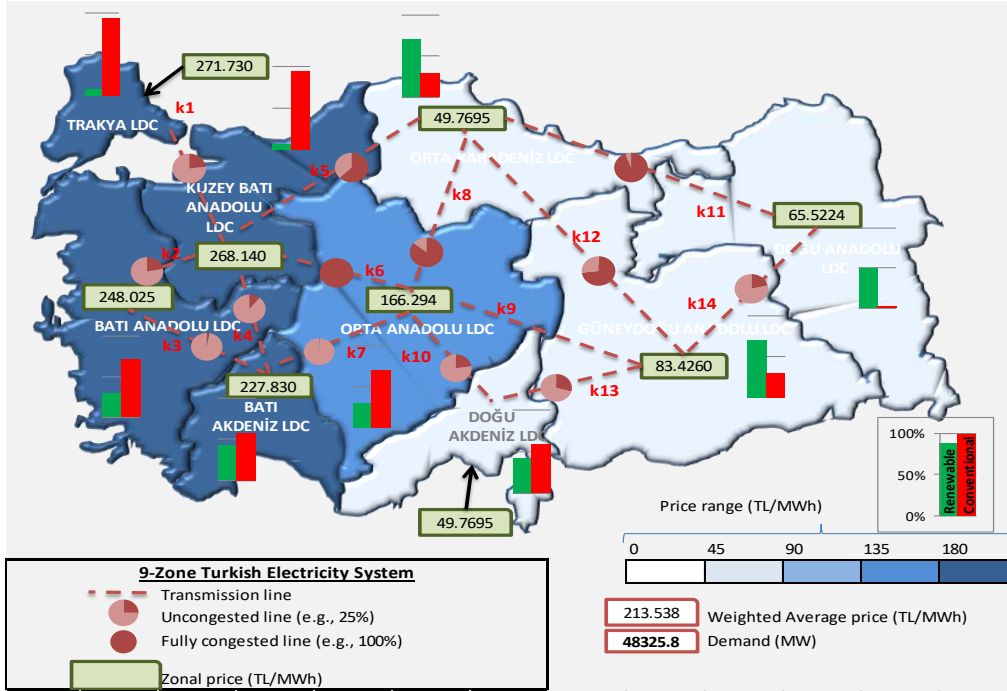 271.730
k1
TRAKYA LDC
49.7695
ORTA KARADENİZ LDC
k5
KUZEY BATI
ANADOLU
LDC
k8
k11
65.5224
DOĞU ANADOLU
LDC
k12
k2
268.140
k6
248.025
166.294
k9
k14
BATI ANADOLU LDC
k4
ORTA ANADOLU LDC
GÜNEYDOĞU ANADOLU LDC
k3
k7
k10
83.4260
k13
227.830
BATI
AKDENİZ LDC
DOĞU
AKDENİZ LDC
49.7695
100%
50%
0%
Renewable
Conventional
Price range (TL/MWh)
0 45 90 135 180
9-Zone Turkish Electricity System
Transmission line
Uncongested line (e.g., 25%)
Fully congested line (e.g., 100%)
Zonal price (TL/MWh)
213.538 Weighted Average price (TL/MWh)
48325.8 Demand (MW)